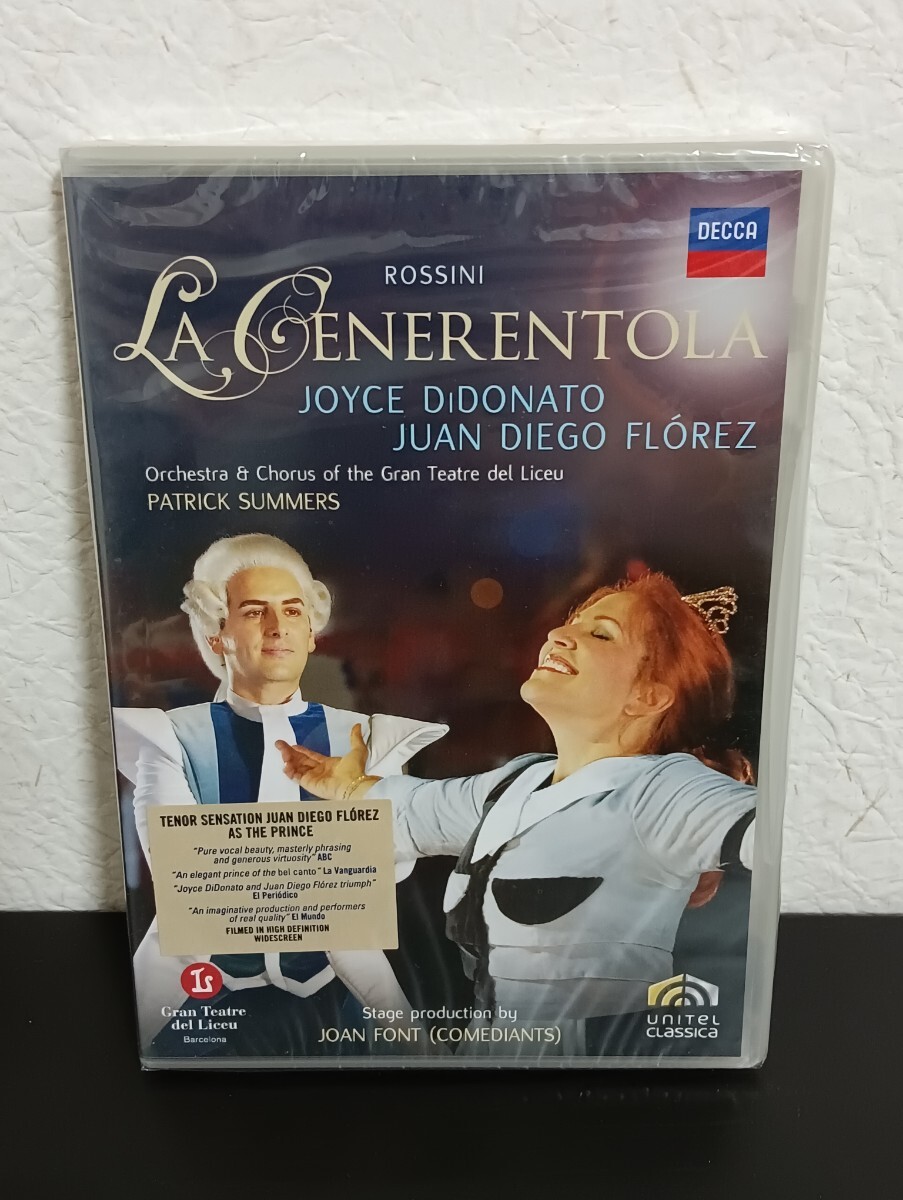 DECCA
ROSSINI
LA CENERENTOLA
JOYCE DiDONATO
JUAN DIEGO FLÓREZ
Orchestra & Chorus of the Gran Teatre del Liceu
PATRICK SUMMERS
TENOR SENSATION JUAN DIEGO FLÓREZ
AS THE PRINCE
"Pure vocal beauty, masterly phrasing
and generous virtuosity" ABC
"An elegant prince of the bel canto" La Vanguardia
"Joyce DiDonato and Juan Diego Flórez triumph"
El Periódico
"An imaginative production and performers
of real quality" El Mundo
FILMED IN HIGH DEFINITION
WIDESCREEN
Gran Teatre
del Liceu
Barcelona
Stage production by
JOAN FONT (COMEDIANTS)
UNITEL
CLASSICA